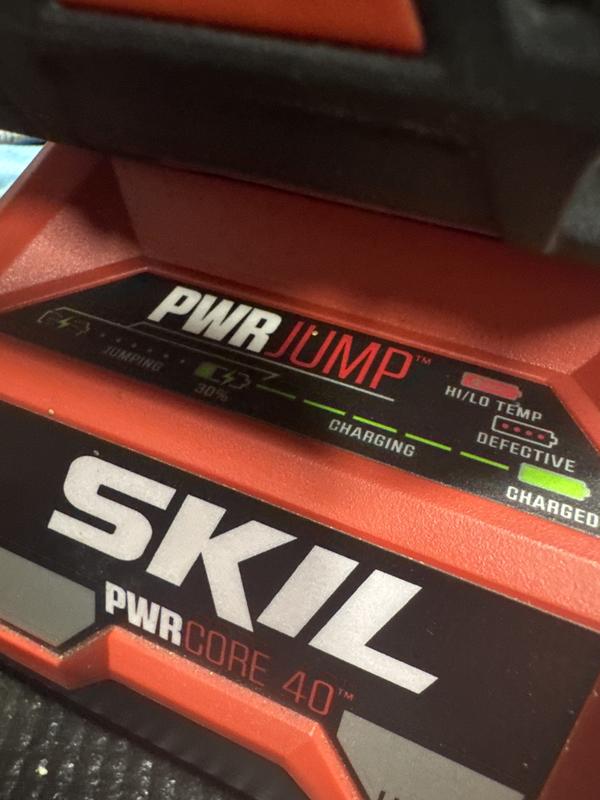 PWRJUMP™
JUMPING
30%
CHARGING
HI/LO TEMP
DEFECTIVE
CHARGED
SKIL
PWRCORE 40™